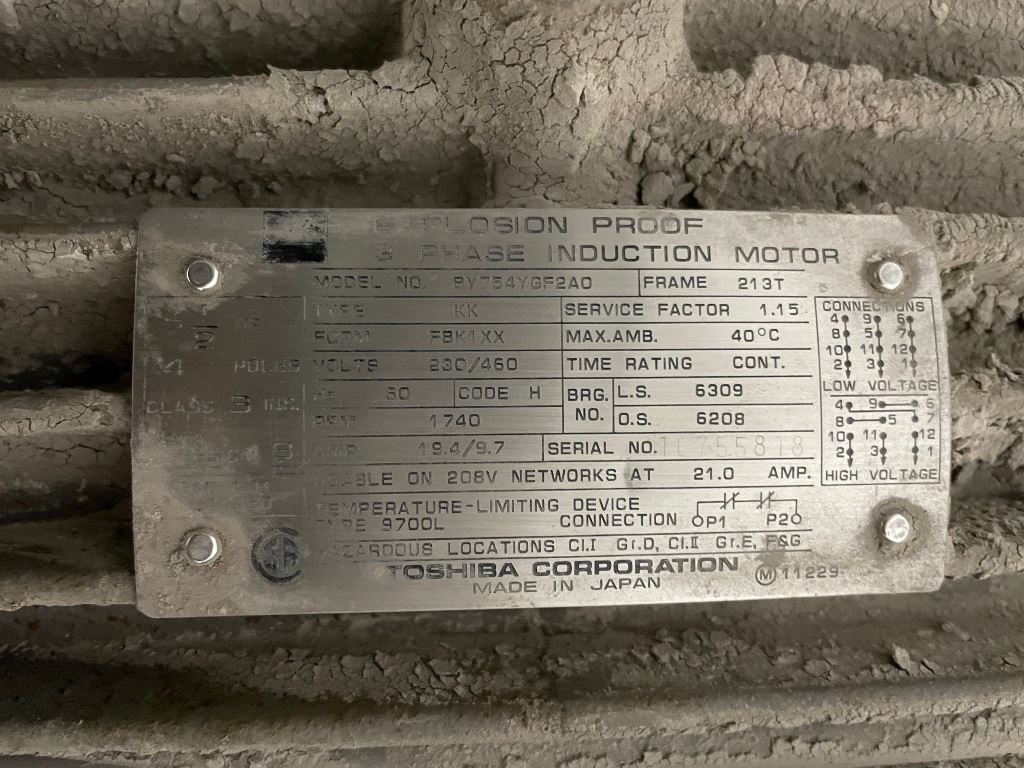 EXPLOSION PROOF
3 PHASE INDUCTION MOTOR
MODEL NO. BY754YGF2A0 FRAME 213T
TYPE IKK SERVICE FACTOR 1.15
FORM FBK1XX MAX.AMB. 40°C
POLES VOLTS 230/460 TIME RATING CONT.
60 CODE H BRG. NO. L.S. 6309
CLASS B INS.
RPM 1740 O.S. 6208
AMP. 19.4/9.7 SERIAL NO.
USABLE ON 208V NETWORKS AT 21.0 AMP.
TEMPERATURE-LIMITING DEVICE
TYPE 9700L CONNECTION P1 P2
HAZARDOUS LOCATIONS Cl.I Gr.D, Cl.II Gr.E, F&G
TOSHIBA CORPORATION
MADE IN JAPAN
M 11229
CONNECTIONS
4 9 6
8 5 7
10 11 12
2 3 1
LOW VOLTAGE
4 9 6
8 5 7
10 11 12
2 3 1
HIGH VOLTAGE